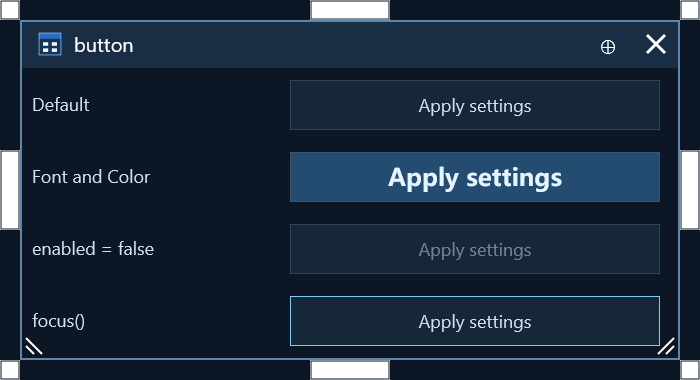 button
Default
Apply settings
Font and Color
Apply settings
enabled = false
Apply settings
focus()
Apply settings